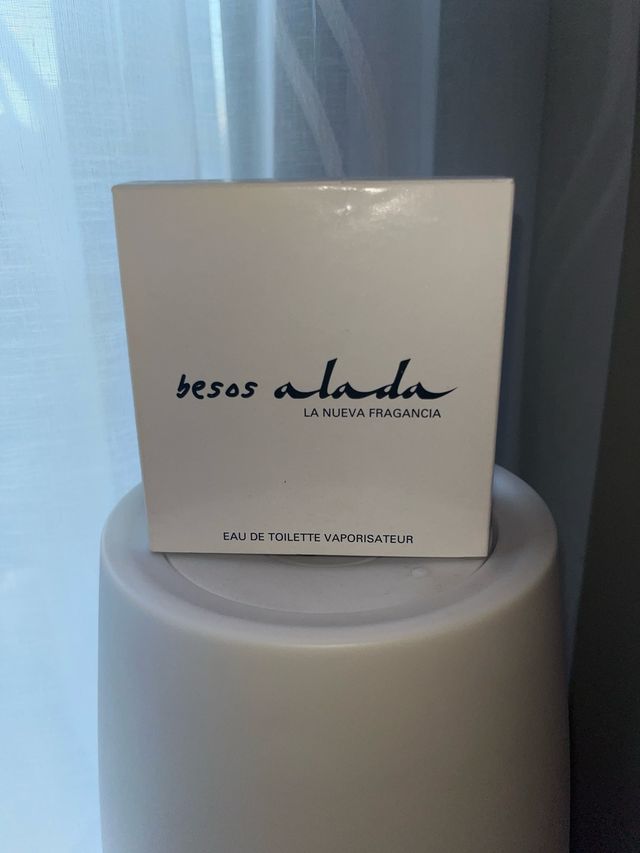 besos alada
LA NUEVA FRAGANCIA
EAU DE TOILETTE VAPORISATEUR